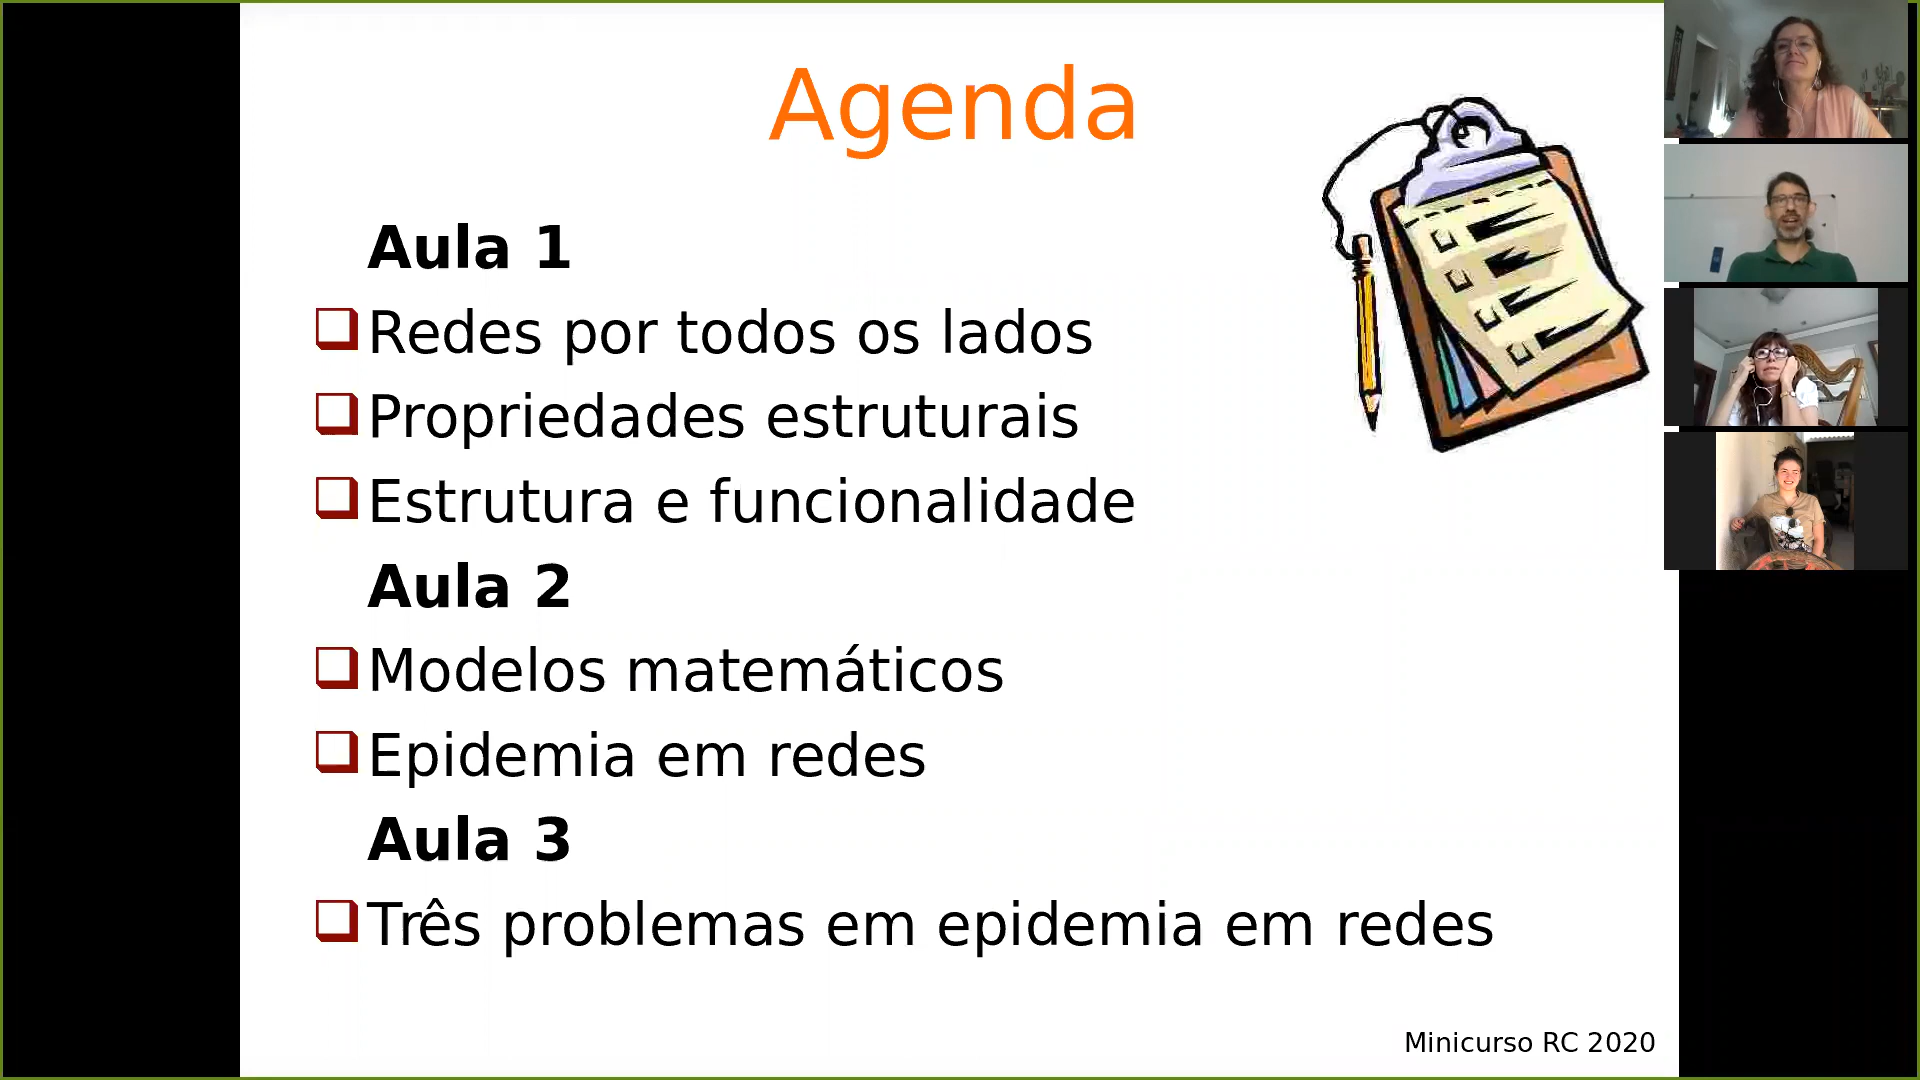 Agenda
Aula 1
Redes por todos os lados
Propriedades estruturais
Estrutura e funcionalidade
Aula 2
Modelos matemáticos
Epidemia em redes
Aula 3
Três problemas em epidemia em redes
Minicurso RC 2020